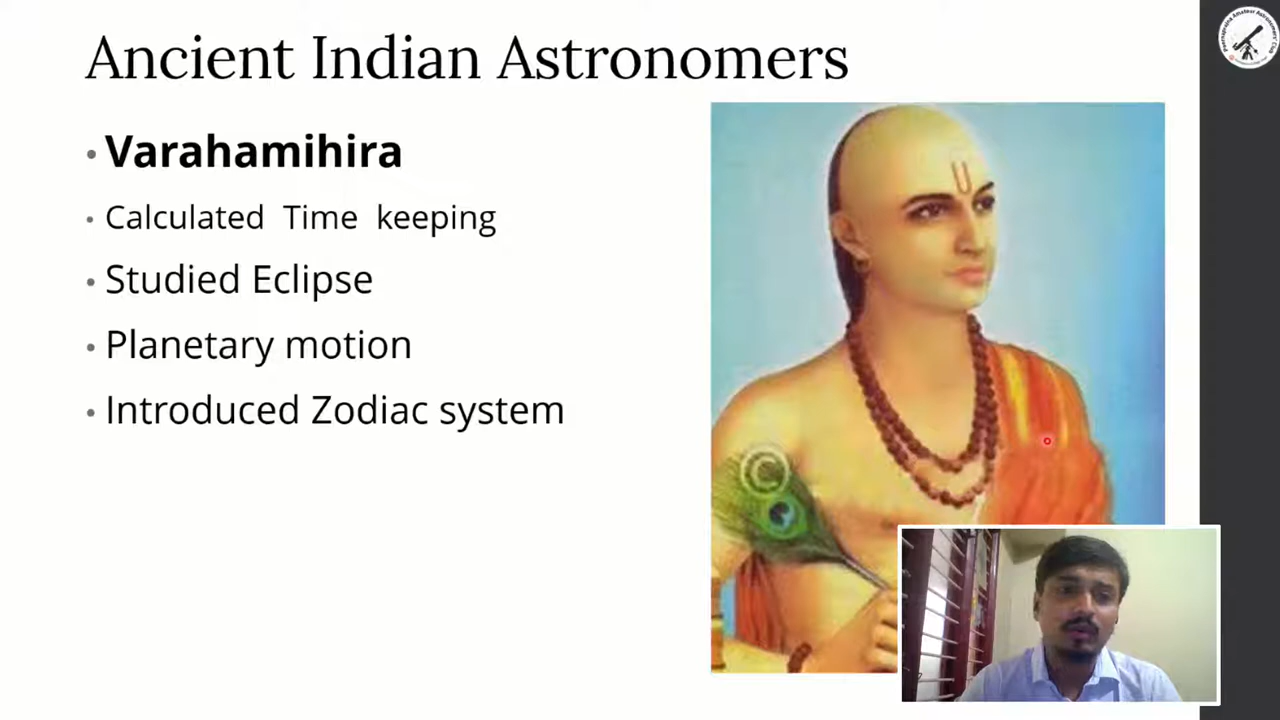 Ancient Indian Astronomers
• Varahamihira
• Calculated Time keeping
• Studied Eclipse
• Planetary motion
• Introduced Zodiac system
©